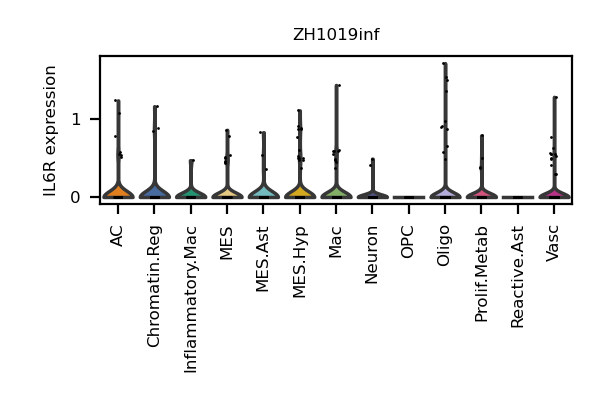 ZH1019inf
IL6R expression
1
0
AC
Chromatin.Reg
Inflammatory.Mac
MES
MES.Ast
MES.Hyp
Mac
Neuron
OPC
Oligo
Prolif.Metab
Reactive.Ast
Vasc